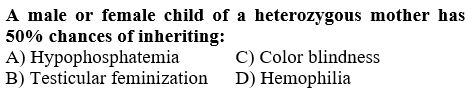 A male or female child of a heterozygous mother has
50% chances of inheriting:
A) Hypophosphatemia C) Color blindness
B) Testicular feminization D) Hemophilia